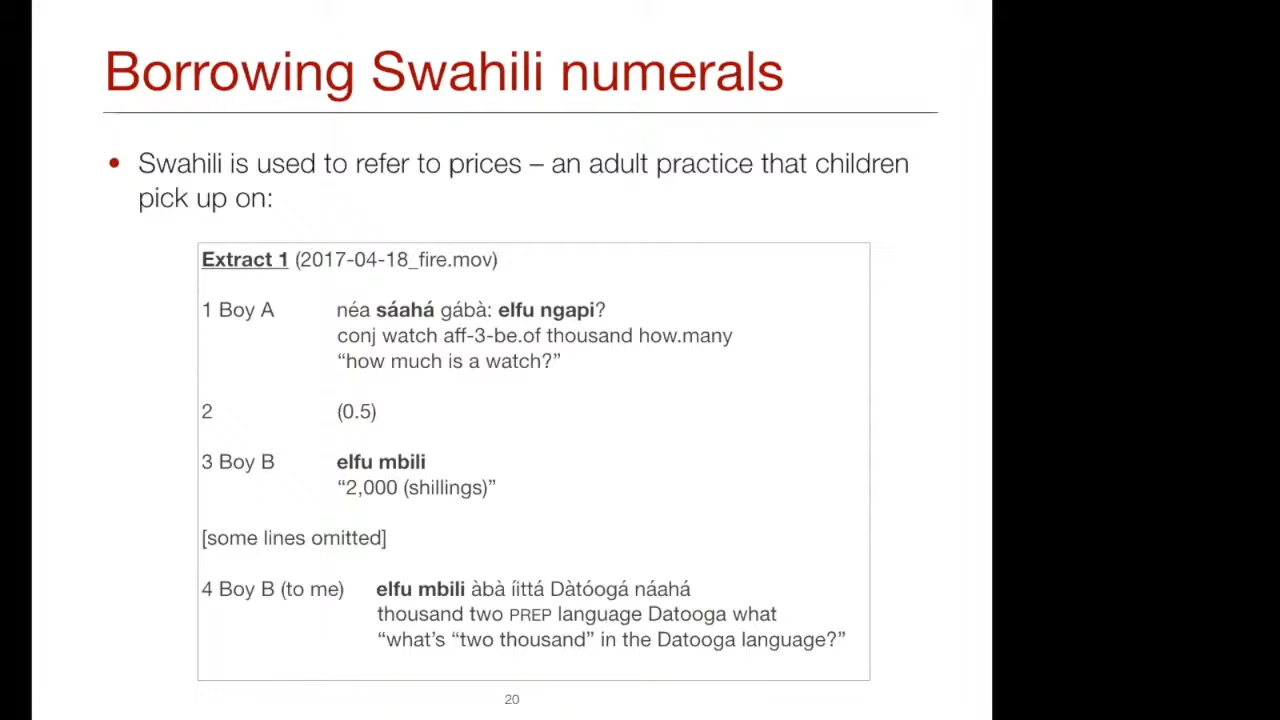 Borrowing Swahili numerals
• Swahili is used to refer to prices – an adult practice that children
pick up on:
Extract 1 (2017-04-18_fire.mov)
1 Boy A néa sáahá gábà: elfu ngapi?
conj watch aff-3-be.of thousand how.many
“how much is a watch?”
2 (0.5)
3 Boy B elfu mbili
“2,000 (shillings)”
[some lines omitted]
4 Boy B (to me) elfu mbili àbà íittá Dàtóogá náahá
thousand two PREP language Datooga what
“what’s “two thousand” in the Datooga language?”
20